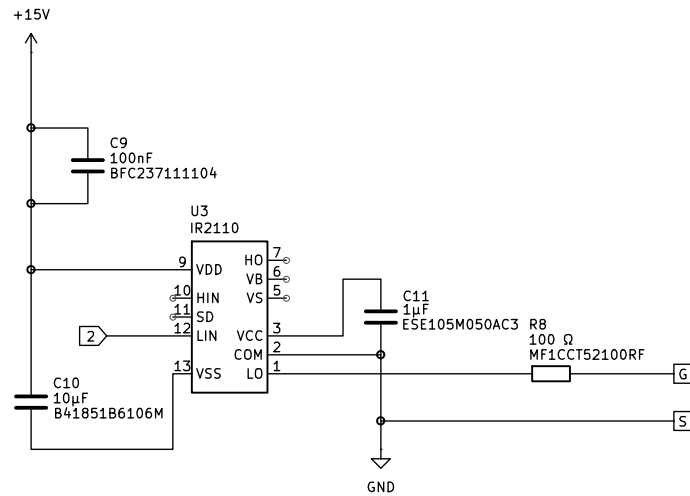 +15V
C9
100nF
BFC237111104
U3
IR2110
9 VDD
10 HIN
11 SD
12 LIN
13 VSS
HO 7
VB 6
VS 5
VCC 3
COM 2
LO 1
2
C11
1µF
ESE105M050AC3
R8
100 Ω
MF1CCT52100RF
C10
10µF
B41851B6106M
G
S
GND